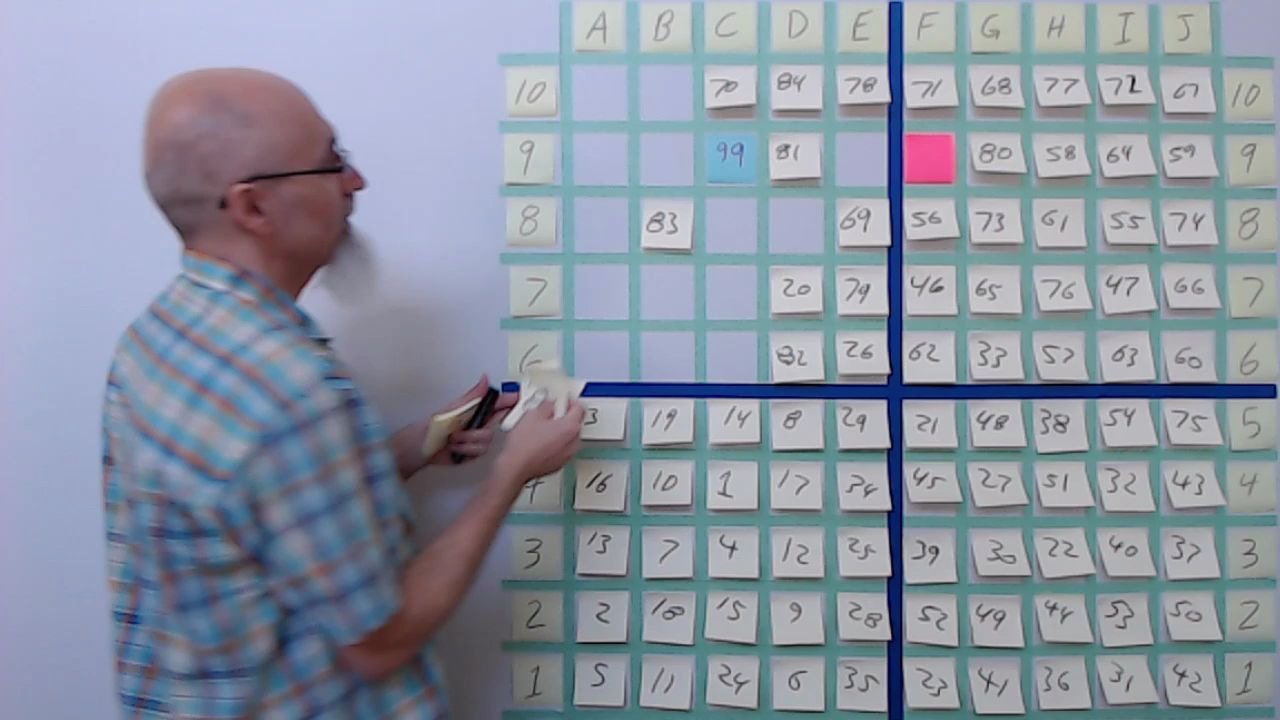 A B C D E F G H I J
10 70 84 78 71 68 77 72 67 10
9 99 81 80 58 64 59 9
8 83 69 56 73 61 55 74 8
7 20 79 46 65 76 47 66 7
6 82 26 62 33 57 63 60 6
3 19 14 8 29 21 48 38 54 75 5
4 16 10 1 17 34 45 27 51 32 43 4
3 13 7 4 12 25 39 30 22 40 37 3
2 2 18 15 9 28 52 49 44 53 50 2
1 5 11 24 6 35 23 41 36 31 42 1